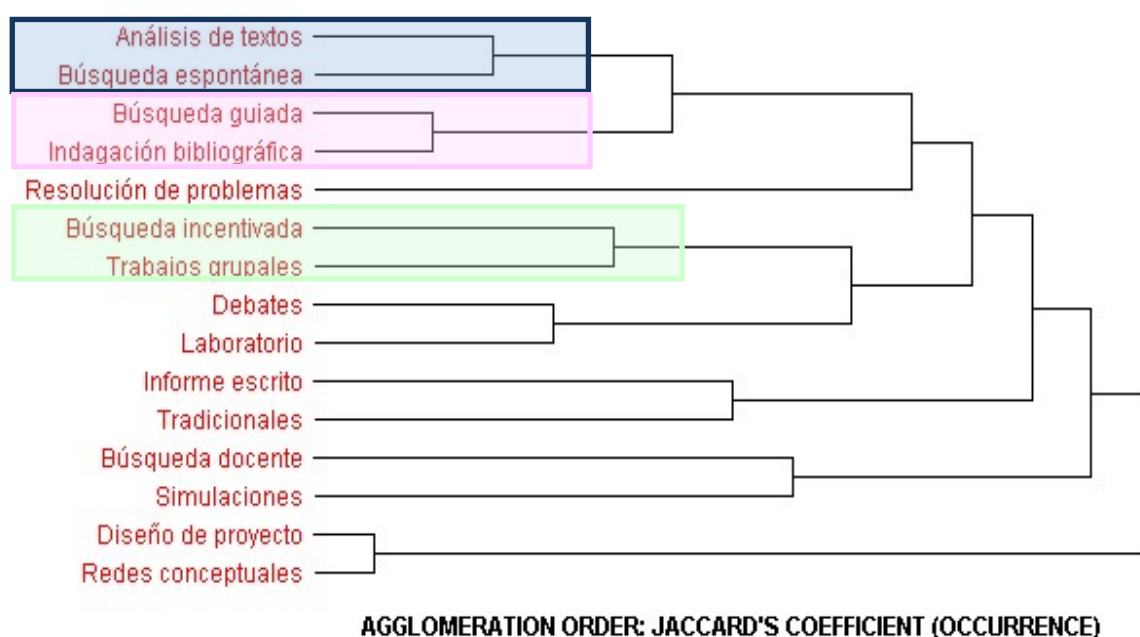 Análisis de textos
Búsqueda espontánea
Búsqueda guiada
Indagación bibliográfica
Resolución de problemas
Búsqueda incentivada
Trabajos grupales
Debates
Laboratorio
Informe escrito
Tradicionales
Búsqueda docente
Simulaciones
Diseño de proyecto
Redes conceptuales
AGGLOMERATION ORDER: JACCARD'S COEFFICIENT (OCCURRENCE)